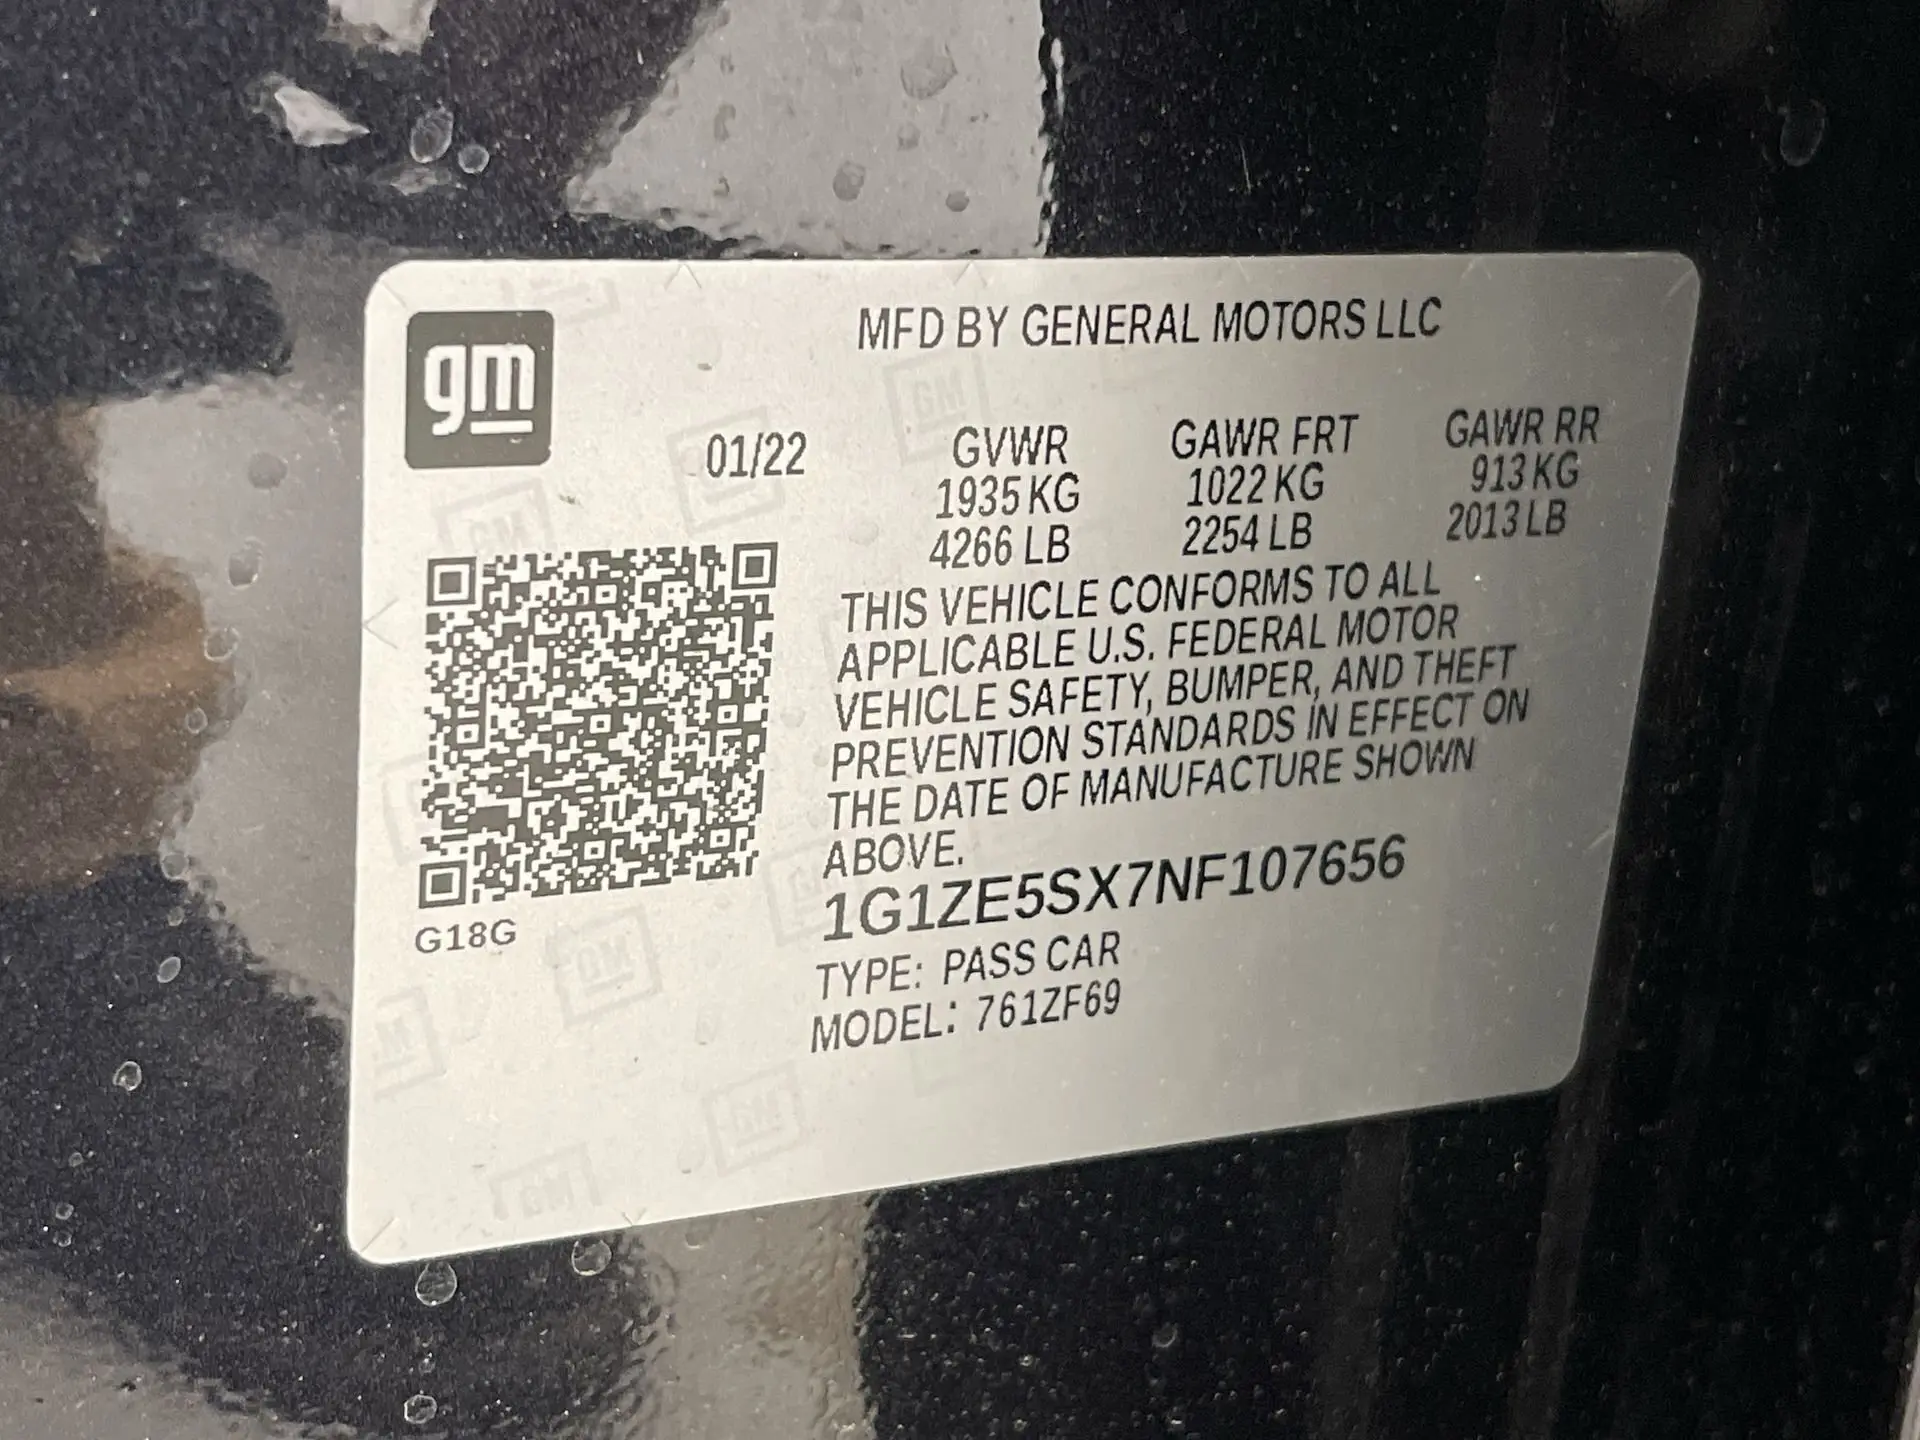 gm
MFD BY GENERAL MOTORS LLC
01/22 GVWR GAWR FRT GAWR RR
1935 KG 1022 KG 913 KG
4266 LB 2254 LB 2013 LB
THIS VEHICLE CONFORMS TO ALL
APPLICABLE U.S. FEDERAL MOTOR
VEHICLE SAFETY, BUMPER, AND THEFT
PREVENTION STANDARDS IN EFFECT ON
THE DATE OF MANUFACTURE SHOWN
ABOVE.
1G1ZE5SX7NF107656
G18G
TYPE: PASS CAR
MODEL: 761ZF69